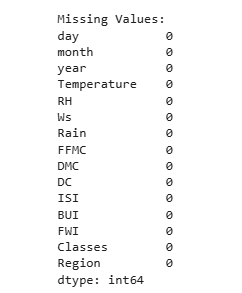 Missing Values:
day 0
month 0
year 0
Temperature 0
RH 0
Ws 0
Rain 0
FFMC 0
DMC 0
DC 0
ISI 0
BUI 0
FWI 0
Classes 0
Region 0
dtype: int64